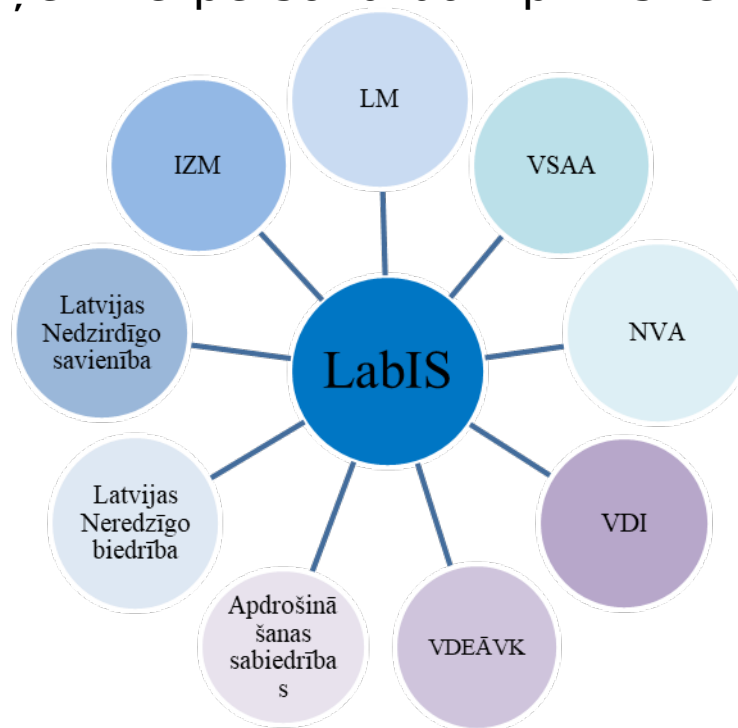 LM
VSAA
NVA
VDI
VDEĀVK
Apdrošinā
šanas
sabiedrība
s
Latvijas
Neredzīgo
biedrība
Latvijas
Nedzirdīgo
savienība
IZM
LabIS